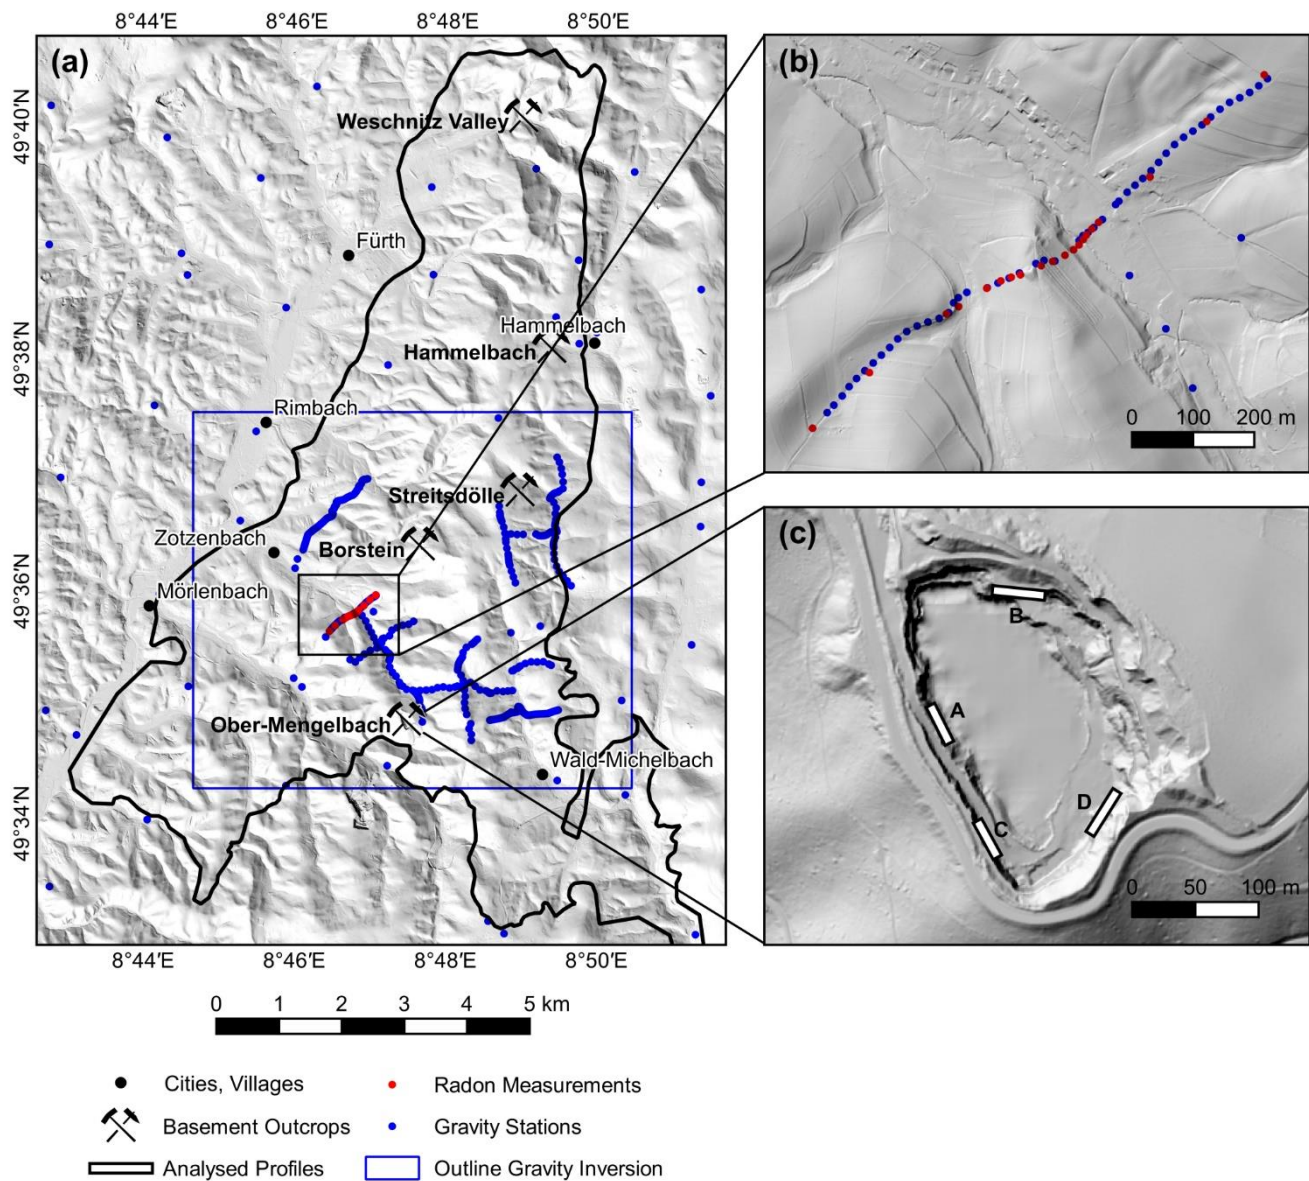 8°44′E 8°46′E 8°48′E 8°50′E
(a)
49°40′N
49°38′N
49°36′N
49°34′N
Weschnitz Valley
Fürth
Hammelbach
Hammelbach
Rimbach
Streitsdölle
Zotzenbach
Borstein
Mörlenbach
Ober-Mengelbach
Wald-Michelbach
8°44′E 8°46′E 8°48′E 8°50′E
(b)
0 100 200 m
(c)
B
A
D
C
0 50 100 m
0 1 2 3 4 5 km
Cities, Villages
Radon Measurements
Basement Outcrops
Gravity Stations
Analysed Profiles
Outline Gravity Inversion